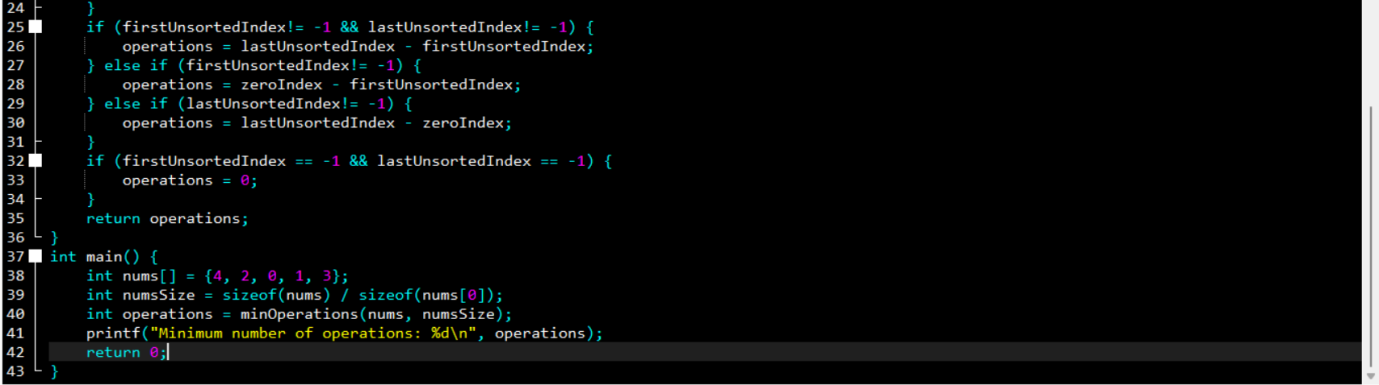 24 }
25 if (firstUnsortedIndex!= -1 && lastUnsortedIndex!= -1) {
26 operations = lastUnsortedIndex - firstUnsortedIndex;
27 } else if (firstUnsortedIndex!= -1) {
28 operations = zeroIndex - firstUnsortedIndex;
29 } else if (lastUnsortedIndex!= -1) {
30 operations = lastUnsortedIndex - zeroIndex;
31 }
32 if (firstUnsortedIndex == -1 && lastUnsortedIndex == -1) {
33 operations = 0;
34 }
35 return operations;
36 }
37 int main() {
38 int nums[] = {4, 2, 0, 1, 3};
39 int numsSize = sizeof(nums) / sizeof(nums[0]);
40 int operations = minOperations(nums, numsSize);
41 printf("Minimum number of operations: %d\n", operations);
42 return 0;
43 }